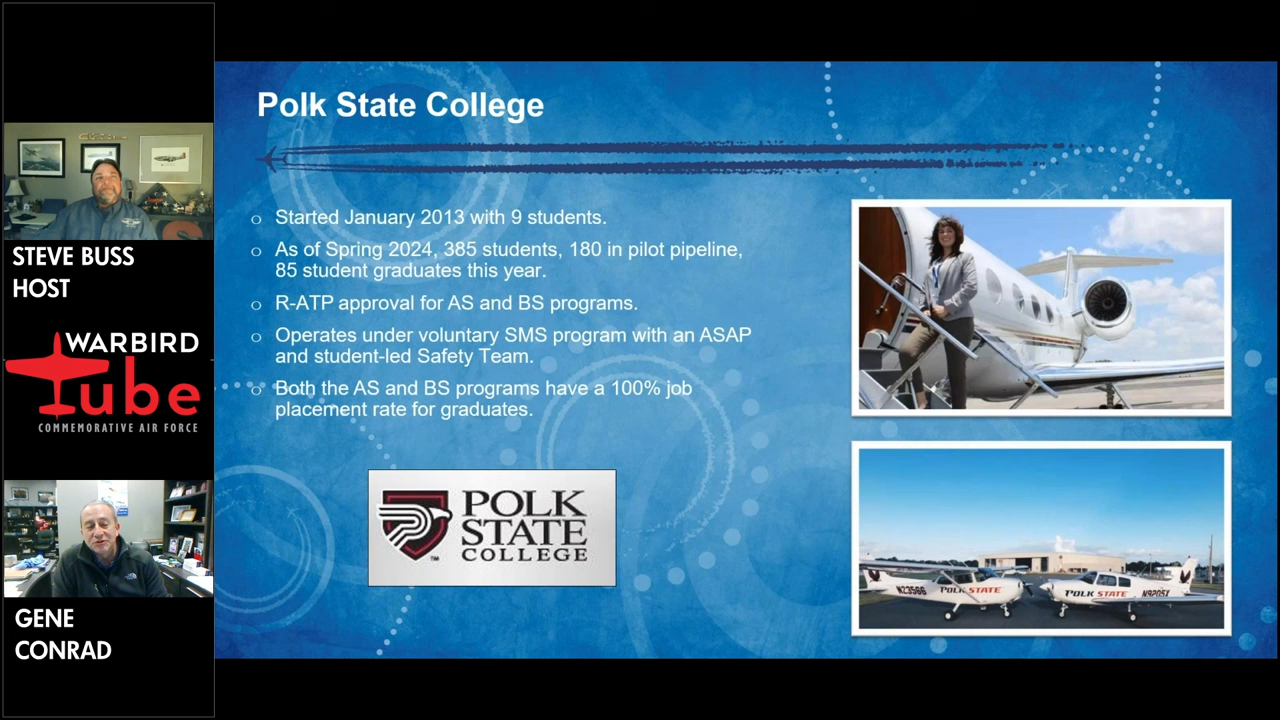 Polk State College
o Started January 2013 with 9 students.
o As of Spring 2024, 385 students, 180 in pilot pipeline,
85 student graduates this year.
o R-ATP approval for AS and BS programs.
o Operates under voluntary SMS program with an ASAP
and student-led Safety Team.
o Both the AS and BS programs have a 100% job
placement rate for graduates.
POLK
STATE
COLLEGE
™
N23566
POLK STATE
POLK STATE
N9205X
STEVE BUSS
HOST
WARBIRD
Tube
COMMEMORATIVE AIR FORCE
GENE
CONRAD